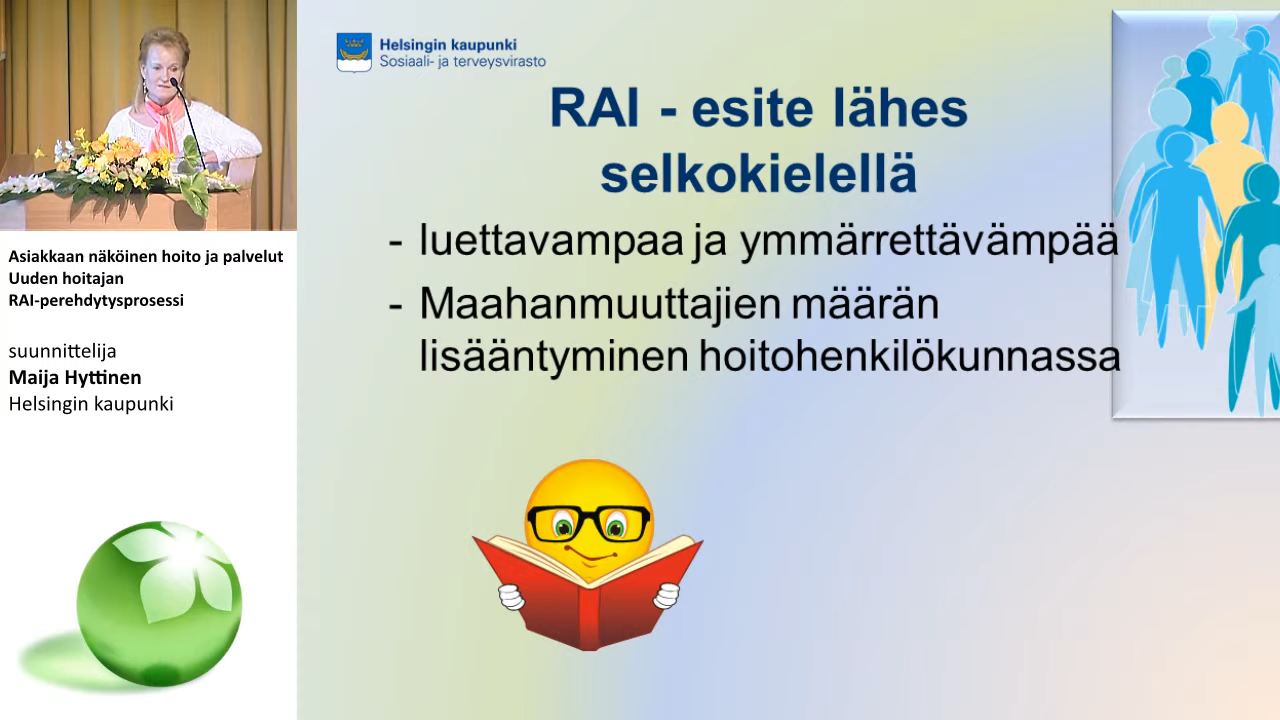 Helsingin kaupunki
Sosiaali- ja terveysvirasto
RAI - esite lähes
selkokielellä
- luettavampaa ja ymmärrettävämpää
- Maahanmuuttajien määrän
lisääntyminen hoitohenkilökunnassa
Asiakkaan näköinen hoito ja palvelut
Uuden hoitajan
RAI-perehdytysprosessi
suunnittelija
Maija Hyttinen
Helsingin kaupunki